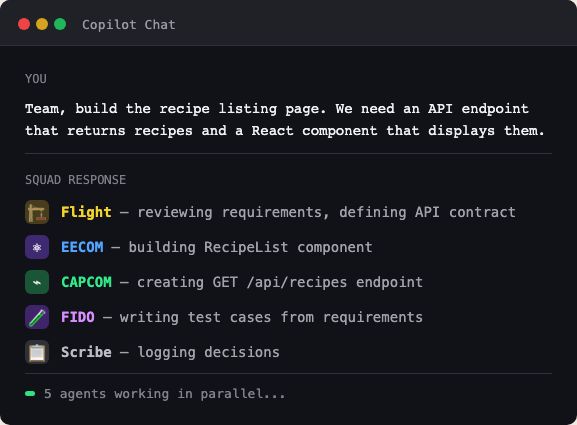 Copilot Chat
YOU
Team, build the recipe listing page. We need an API endpoint
that returns recipes and a React component that displays them.
SQUAD RESPONSE
Flight — reviewing requirements, defining API contract
EECOM — building RecipeList component
CAPCOM — creating GET /api/recipes endpoint
FIDO — writing test cases from requirements
Scribe — logging decisions
5 agents working in parallel...